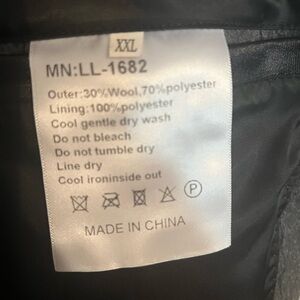 XXL
MN:LL-1682
Outer:30%Wool,70%polyester
Lining:100%polyester
Cool gentle dry wash
Do not bleach
Do not tumble dry
Line dry
Cool ironinside out
P
MADE IN CHINA